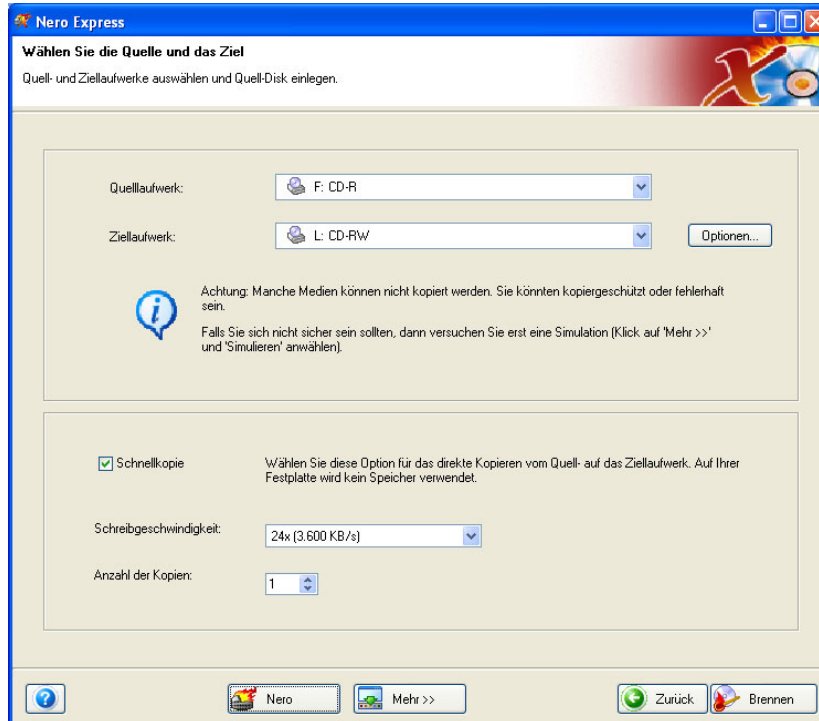 Nero Express
Wählen Sie die Quelle und das Ziel
Quell- und Ziellaufwerke auswählen und Quell-Disk einlegen.
Quelllaufwerk:
F: CD-R
Ziellaufwerk:
L: CD-RW
Optionen...
Achtung: Manche Medien können nicht kopiert werden. Sie könnten kopiergeschützt oder fehlerhaft
sein.
Falls Sie sich nicht sicher sein sollten, dann versuchen Sie erst eine Simulation (Klick auf 'Mehr >>'
und 'Simulieren' anwählen).
Schnellkopie
Wählen Sie diese Option für das direkte Kopieren vom Quell- auf das Ziellaufwerk. Auf Ihrer
Festplatte wird kein Speicher verwendet.
Schreibgeschwindigkeit:
24x (3.600 KB/s)
Anzahl der Kopien:
1
Nero
Mehr >>
Zurück
Brennen